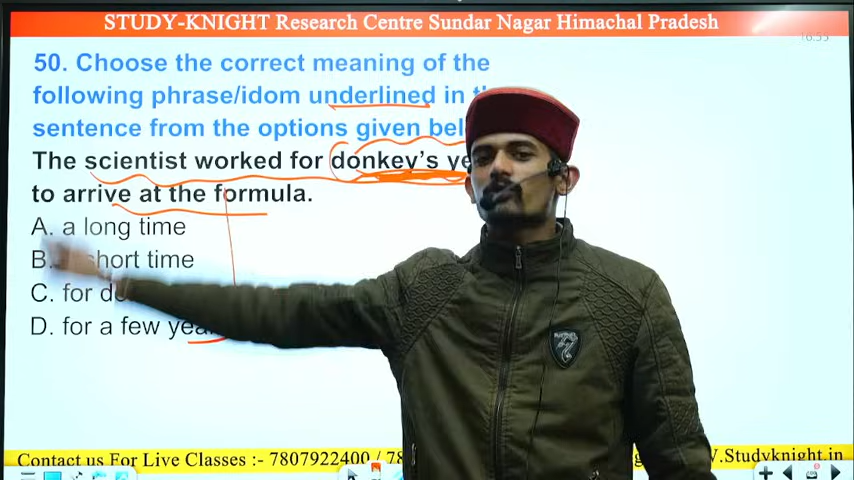 STUDY-KNIGHT Research Centre Sundar Nagar Himachal Pradesh
50. Choose the correct meaning of the
following phrase/idom underlined in
sentence from the options given
The scientist worked for donkey's
to arrive at the formula.
A. a long time
B. short time
C. for
D. for a few
Contact us For Live Classes :- 7807922400 /
.Studyknight.in